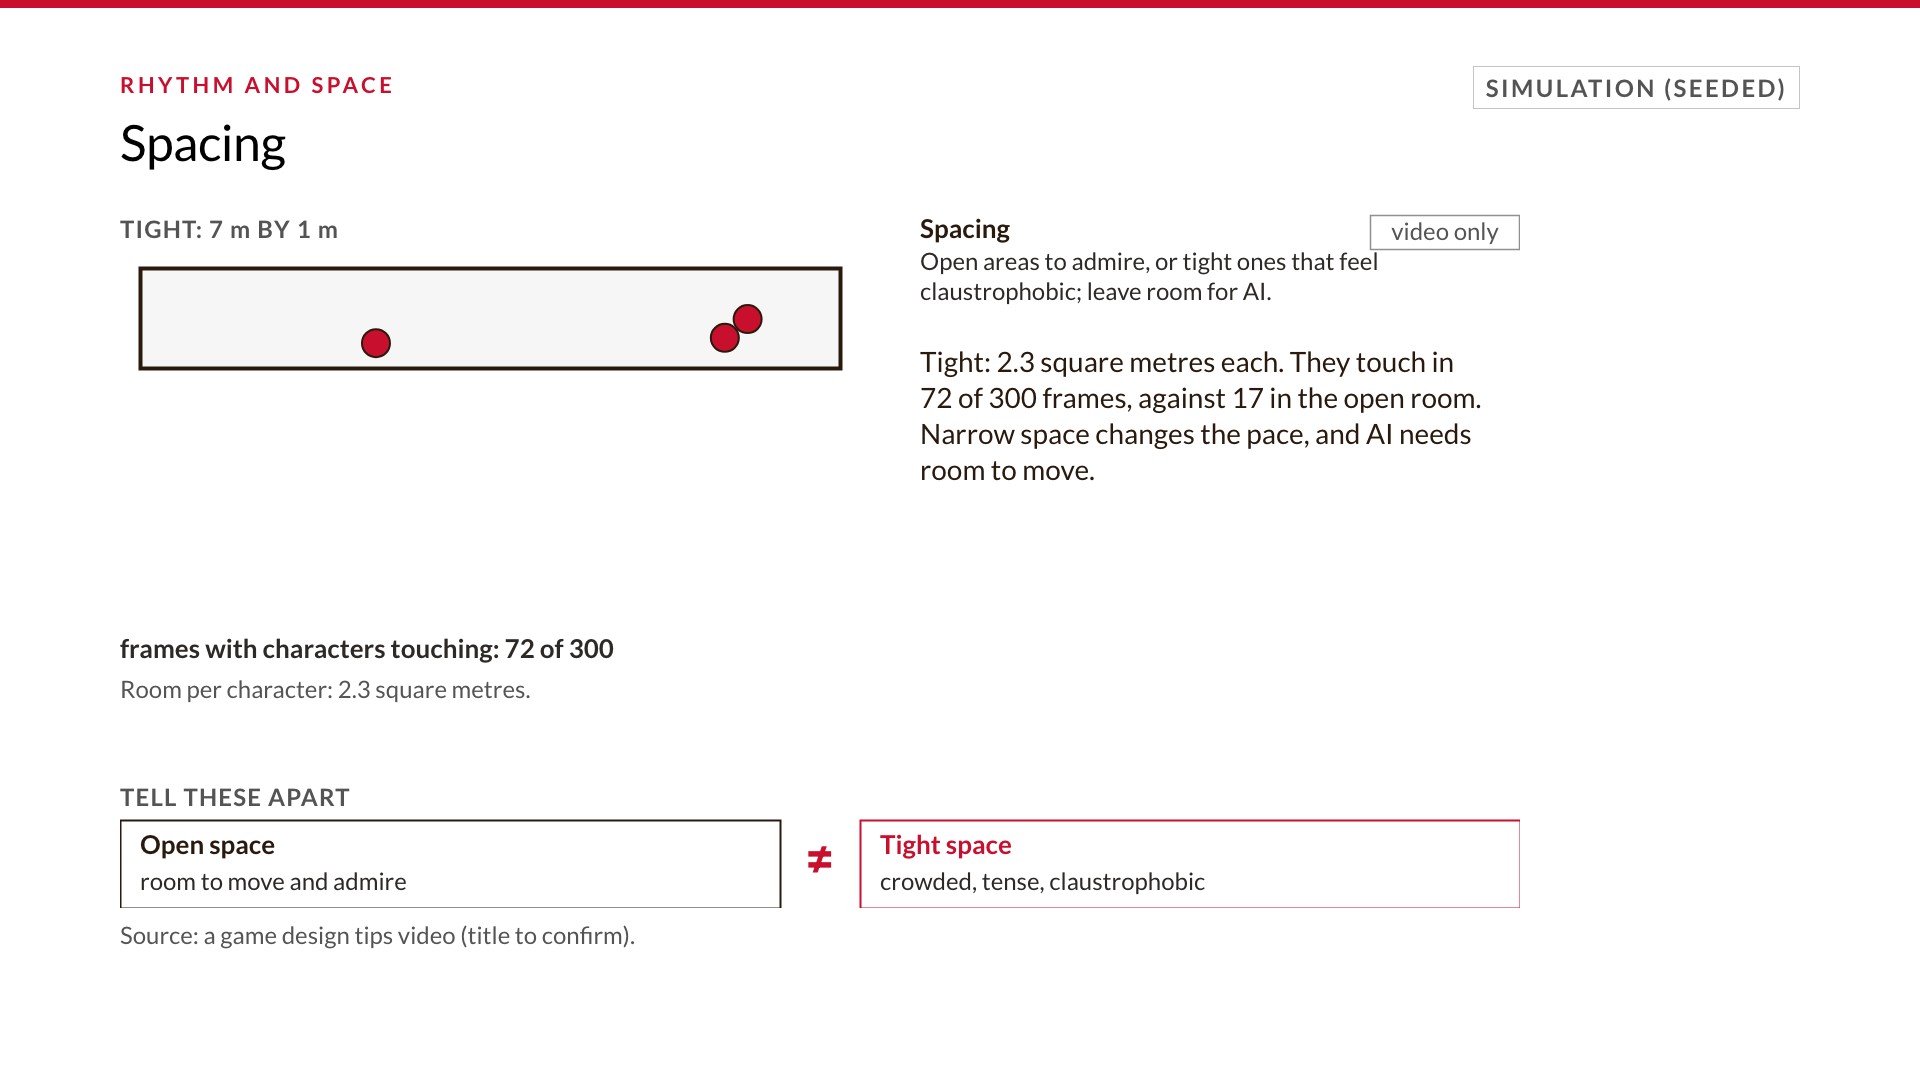 RHYTHM AND SPACE
SIMULATION (SEEDED)
Spacing
TIGHT: 7 m BY 1 m
Spacing
video only
Open areas to admire, or tight ones that feel
claustrophobic; leave room for AI.
Tight: 2.3 square metres each. They touch in
72 of 300 frames, against 17 in the open room.
Narrow space changes the pace, and AI needs
room to move.
frames with characters touching: 72 of 300
Room per character: 2.3 square metres.
TELL THESE APART
Open space
room to move and admire
≠
Tight space
crowded, tense, claustrophobic
Source: a game design tips video (title to confirm).